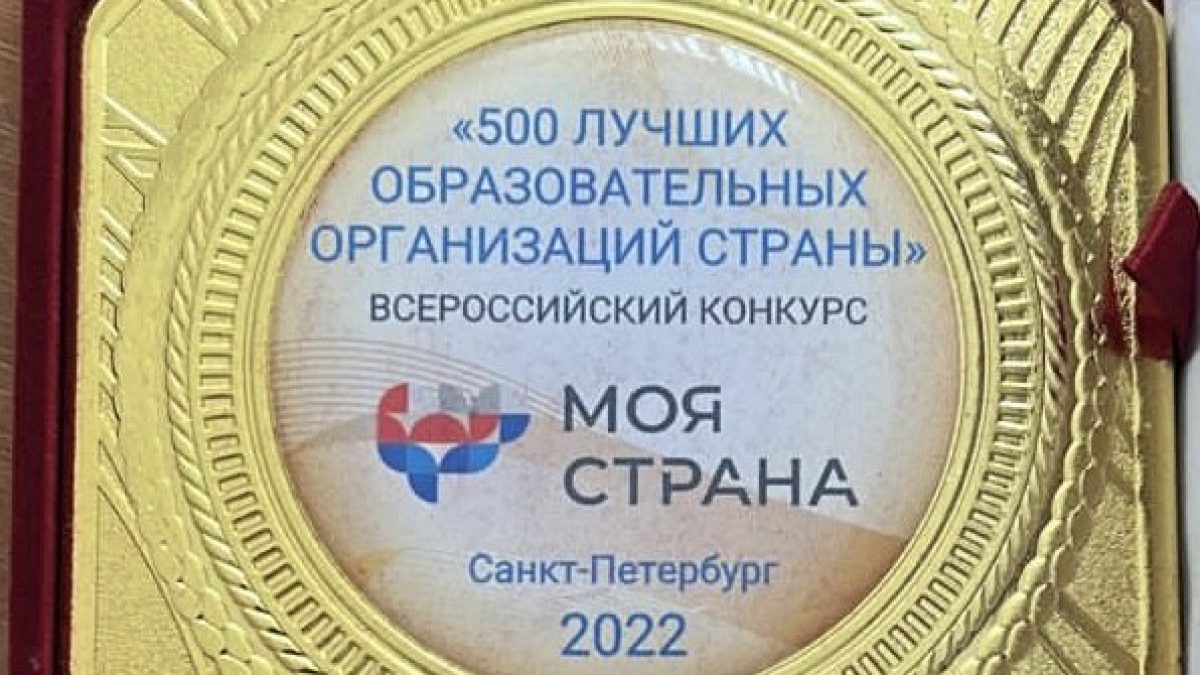 «500 ЛУЧШИХ
ОБРАЗОВАТЕЛЬНЫХ
ОРГАНИЗАЦИЙ СТРАНЫ»
ВСЕРОССИЙСКИЙ КОНКУРС
МОЯ
СТРАНА
Санкт-Петербург
2022